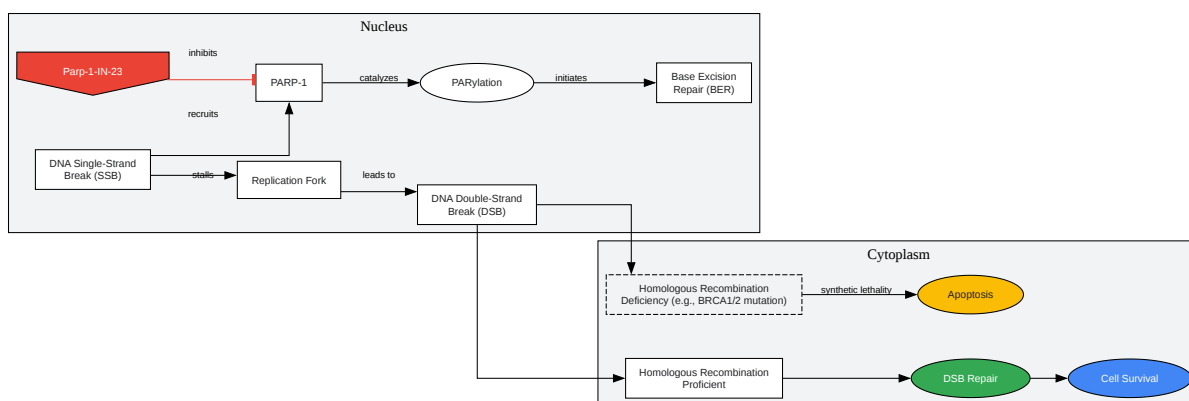 Nucleus
inhibits
Parp-1-IN-23
PARP-1
catalyzes
PARylation
initiates
Base Excision
Repair (BER)
recruits
DNA Single-Strand
Break (SSB)
stalls
Replication Fork
leads to
DNA Double-Strand
Break (DSB)
Cytoplasm
Homologous Recombination
Deficiency (e.g., BRCA1/2 mutation)
synthetic lethality
Apoptosis
Homologous Recombination
Proficient
DSB Repair
Cell Survival